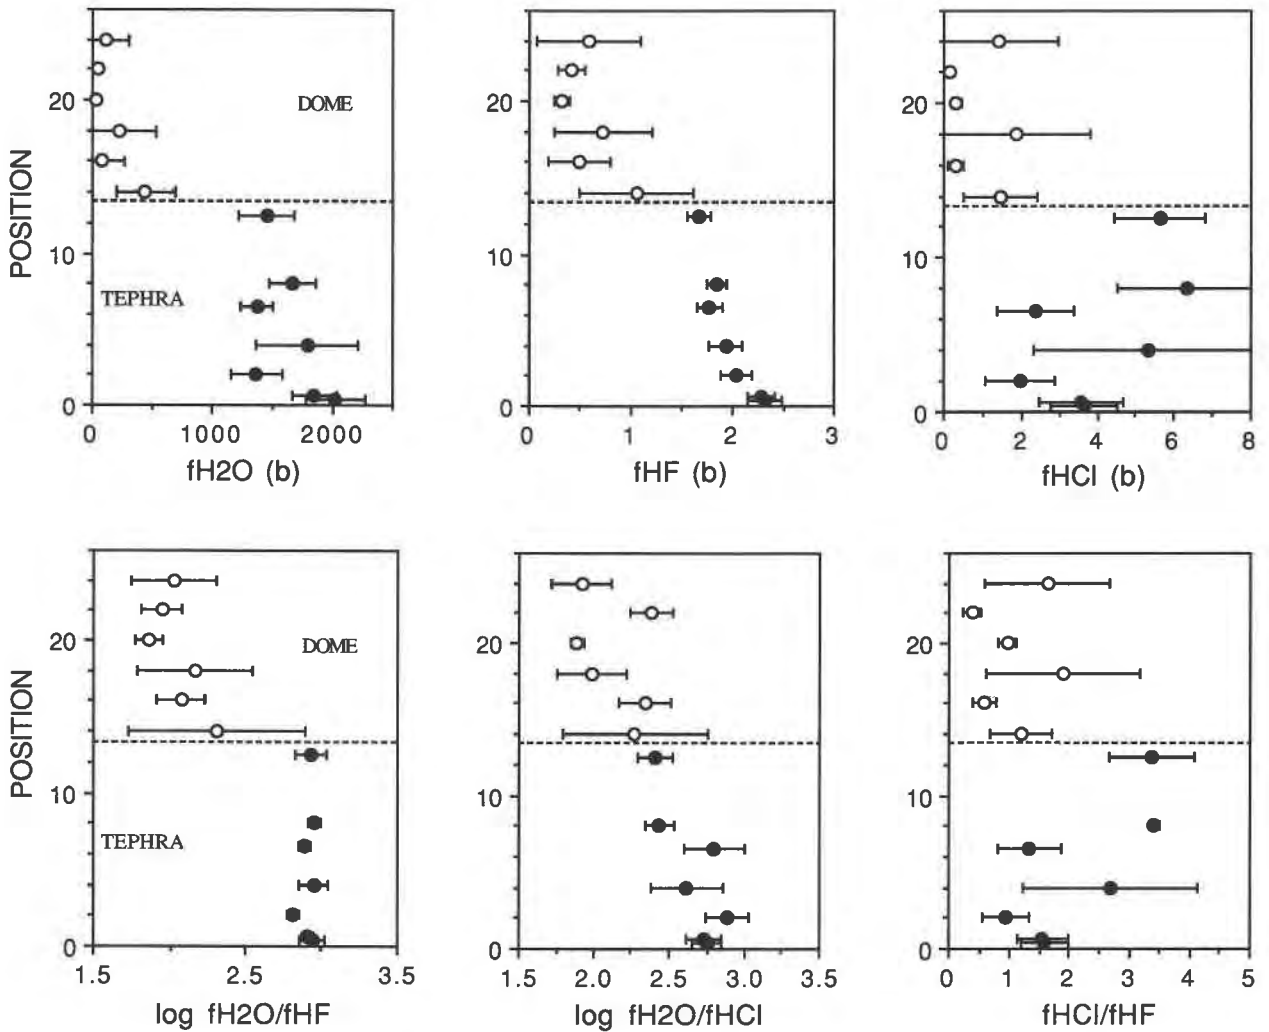 POSITION
20
10
0
DOME
TEPHRA
0 1000 2000
fH2O (b)
20
10
0
0 1 2 3
fHF (b)
20
10
0
0 2 4 6 8
fHCl (b)
POSITION
20
10
0
DOME
TEPHRA
1.5 2.5 3.5
log fH2O/fHF
20
10
0
1.5 2.0 2.5 3.0 3.5
log fH2O/fHCl
20
10
0
0 1 2 3 4 5
fHCl/fHF